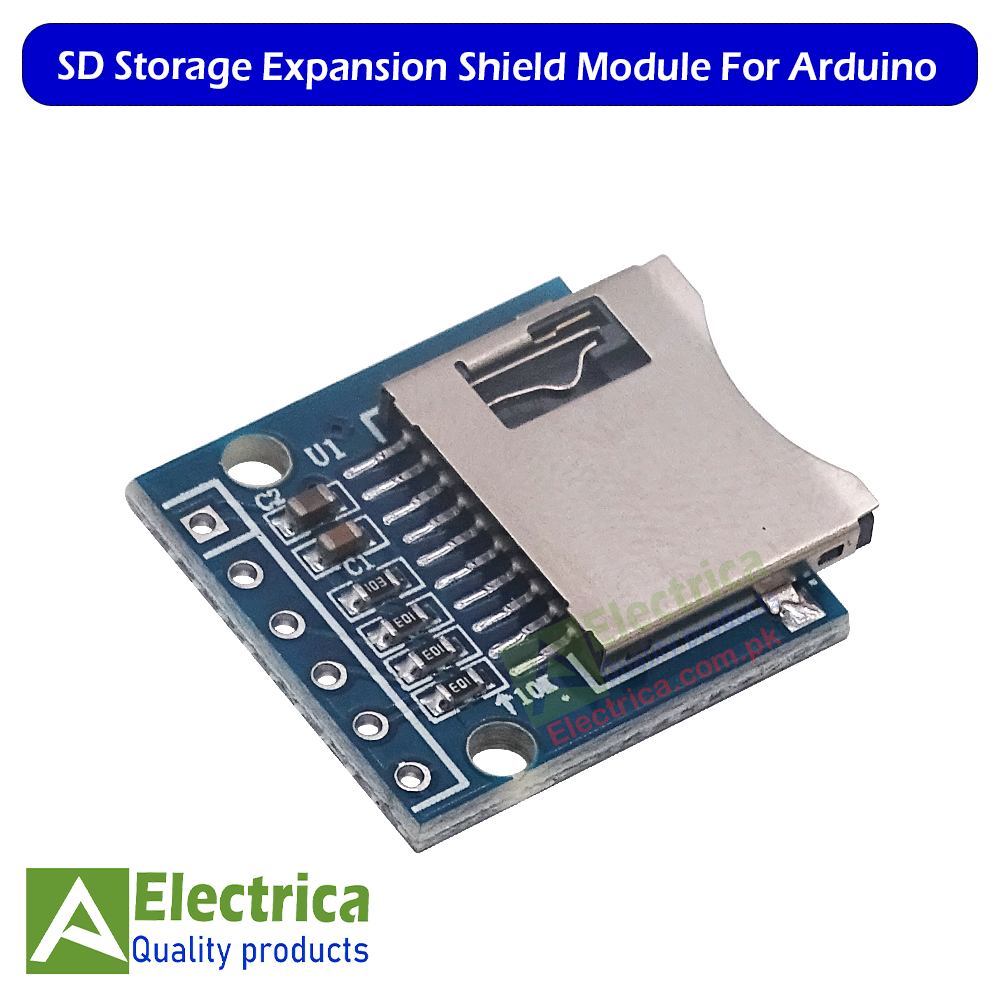 SD Storage Expansion Shield Module For Arduino
U1
C2
C1
103
103
103
103
10K
Electrica
Electrica.com.pk
Electrica
Quality products